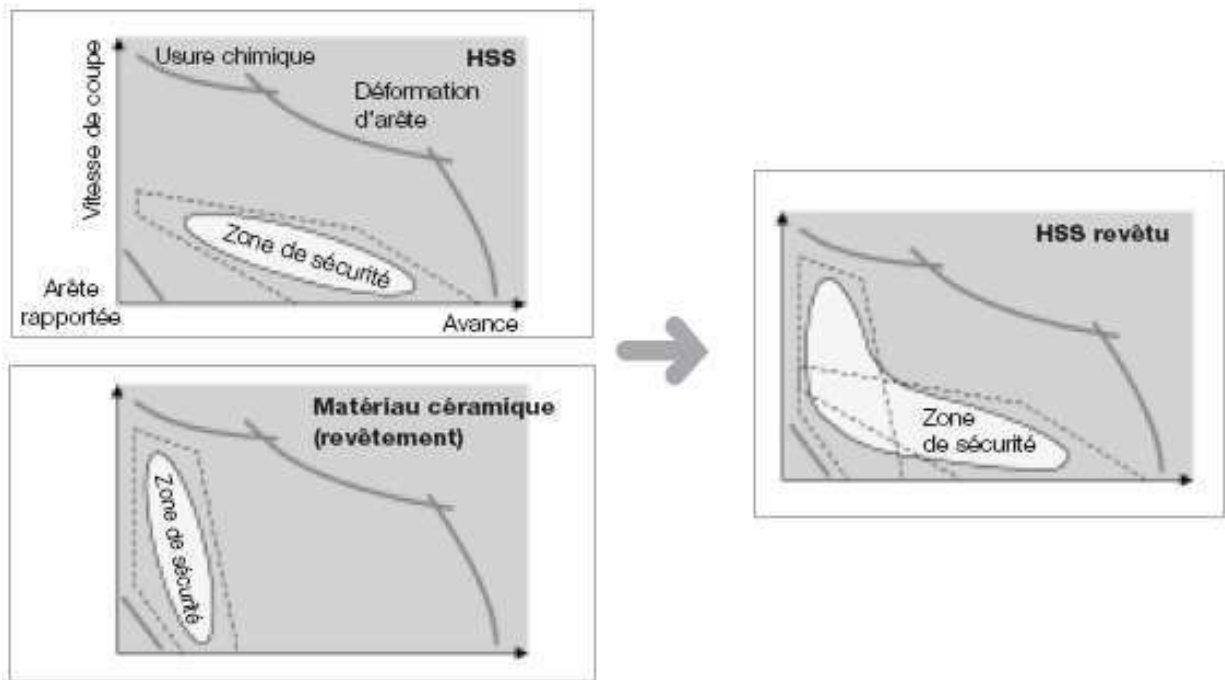 Vitesse de coupe
Usure chimique
HSS
Déformation
d'arête
Zone de sécurité
Arête
rapportée
Avance
Matériau céramique
(revêtement)
Zone de sécurité
HSS revêtu
Zone
de sécurité